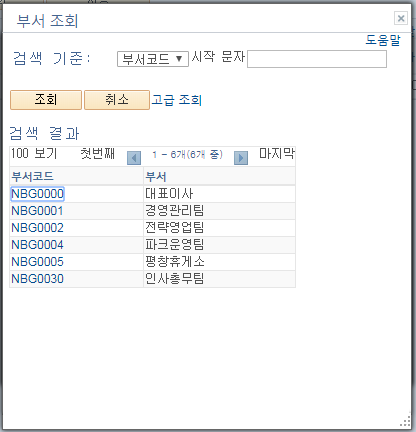 부서 조회
도움말
검색 기준: 부서코드 시작 문자
조회 취소 고급 조회
검색 결과
100 보기 첫번째 1 - 6개(6개 중) 마지막
부서코드 부서
NBG0000 대표이사
NBG0001 경영관리팀
NBG0002 전략영업팀
NBG0004 파크운영팀
NBG0005 평창휴게소
NBG0030 인사총무팀